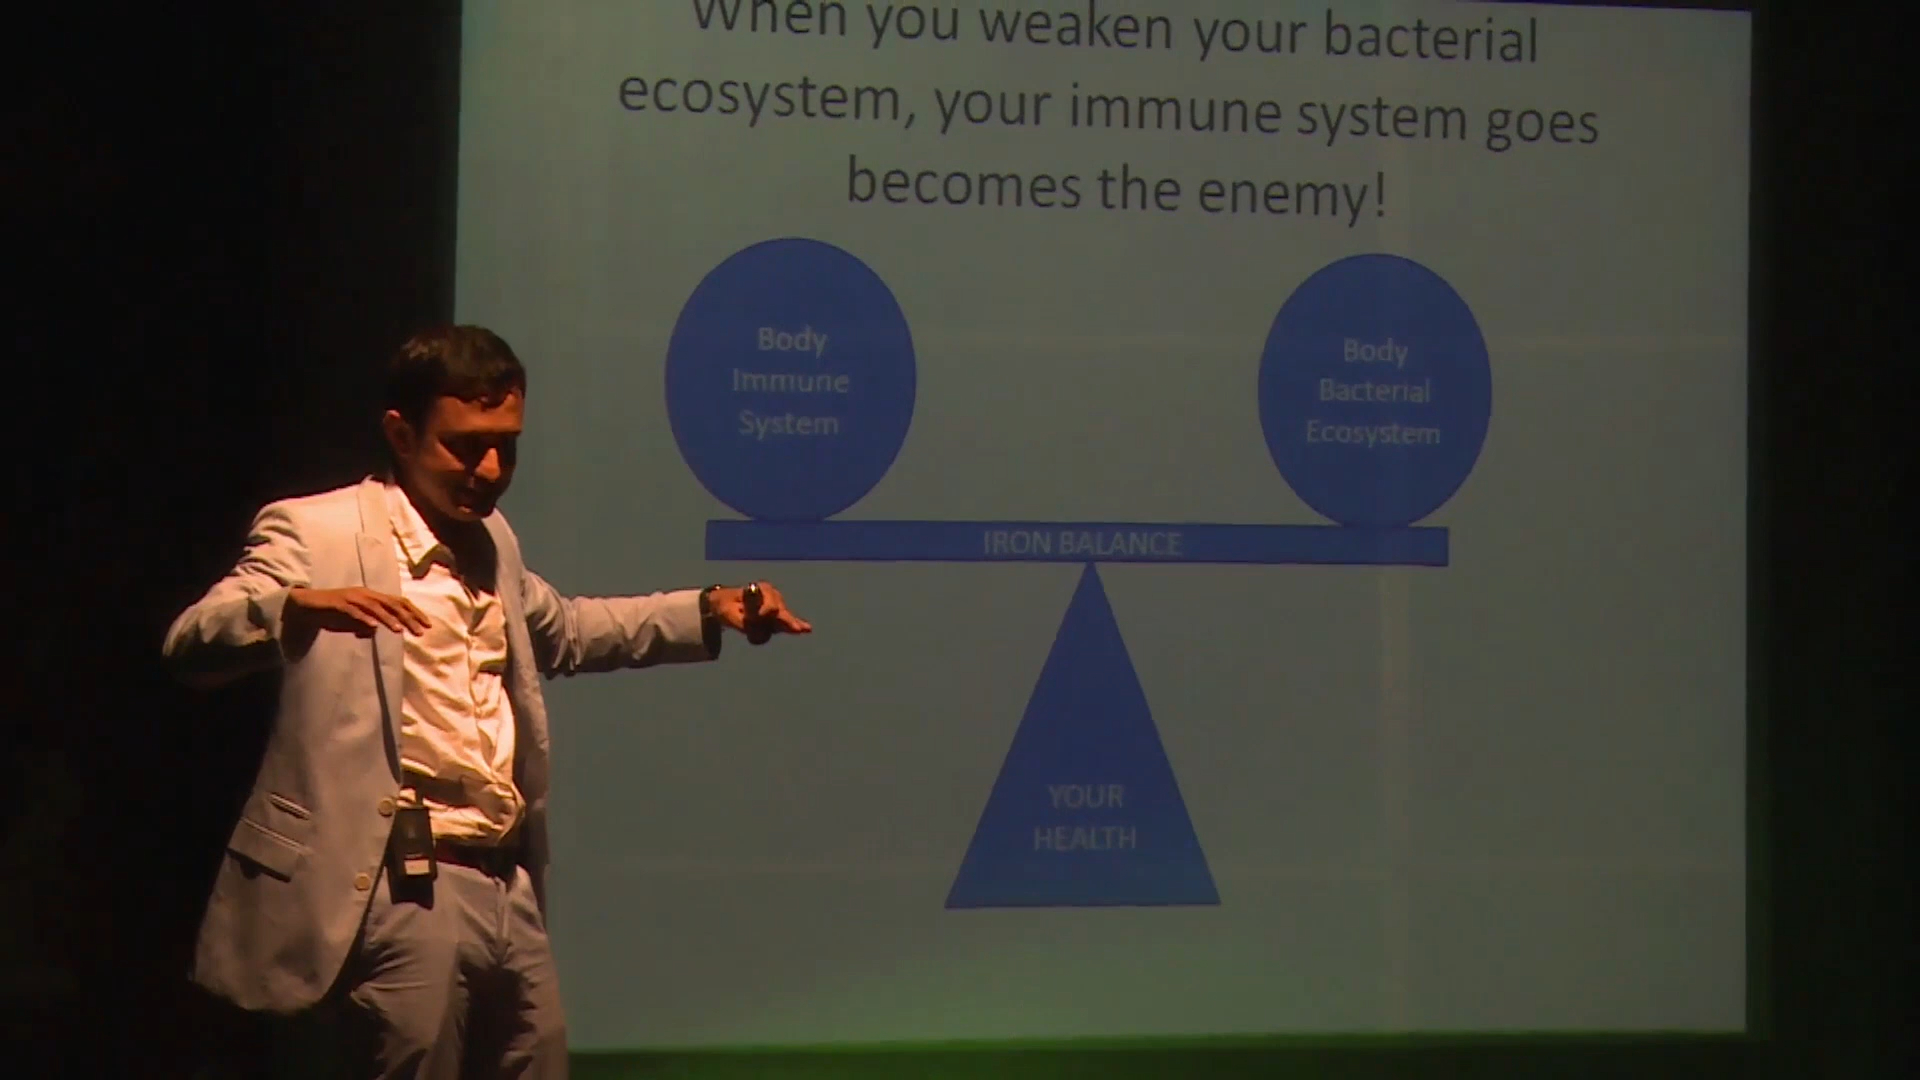 When you weaken your bacterial
ecosystem, your immune system goes
becomes the enemy!
Body
Immune
System
Body
Bacterial
Ecosystem
IRON BALANCE
YOUR
HEALTH